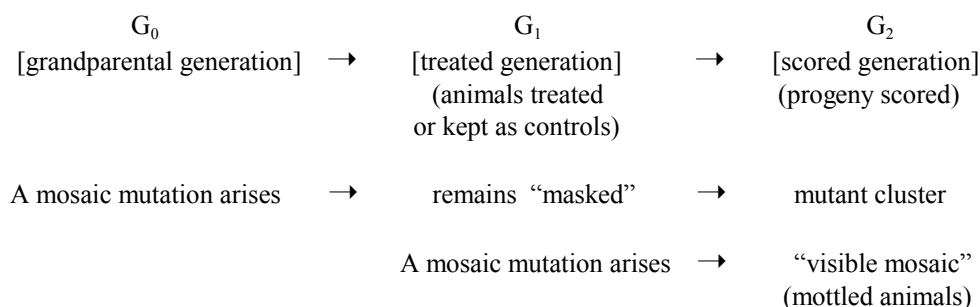 G₀ G₁ G₂
[grandparental generation] → [treated generation] → [scored generation]
(animals treated (progeny scored)
or kept as controls)
A mosaic mutation arises → remains “masked” → mutant cluster
A mosaic mutation arises → “visible mosaic”
(mottled animals)